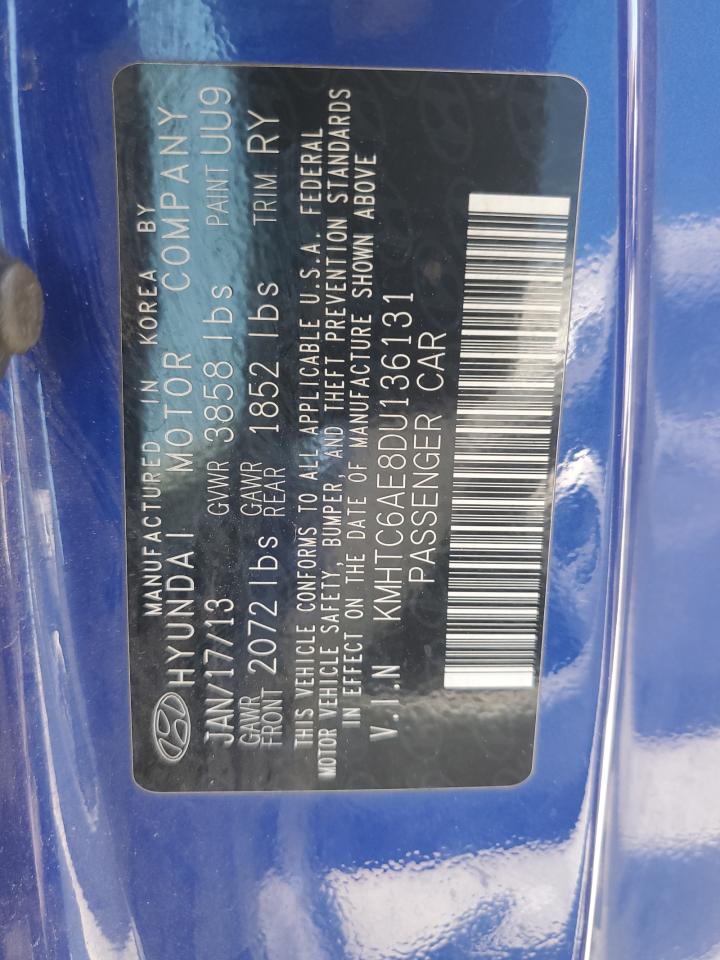 MANUFACTURED IN KOREA BY
HYUNDAI MOTOR COMPANY
JAN/17/13 GVWR 3858 lbs PAINT UU9
GAWR FRONT 2072 lbs GAWR REAR 1852 lbs TRIM RY
THIS VEHICLE CONFORMS TO ALL APPLICABLE U.S.A. FEDERAL
MOTOR VEHICLE SAFETY, BUMPER, AND THEFT PREVENTION STANDARDS
IN EFFECT ON THE DATE OF MANUFACTURE SHOWN ABOVE
V.I.N KMHTC6AE8DU136131
PASSENGER CAR